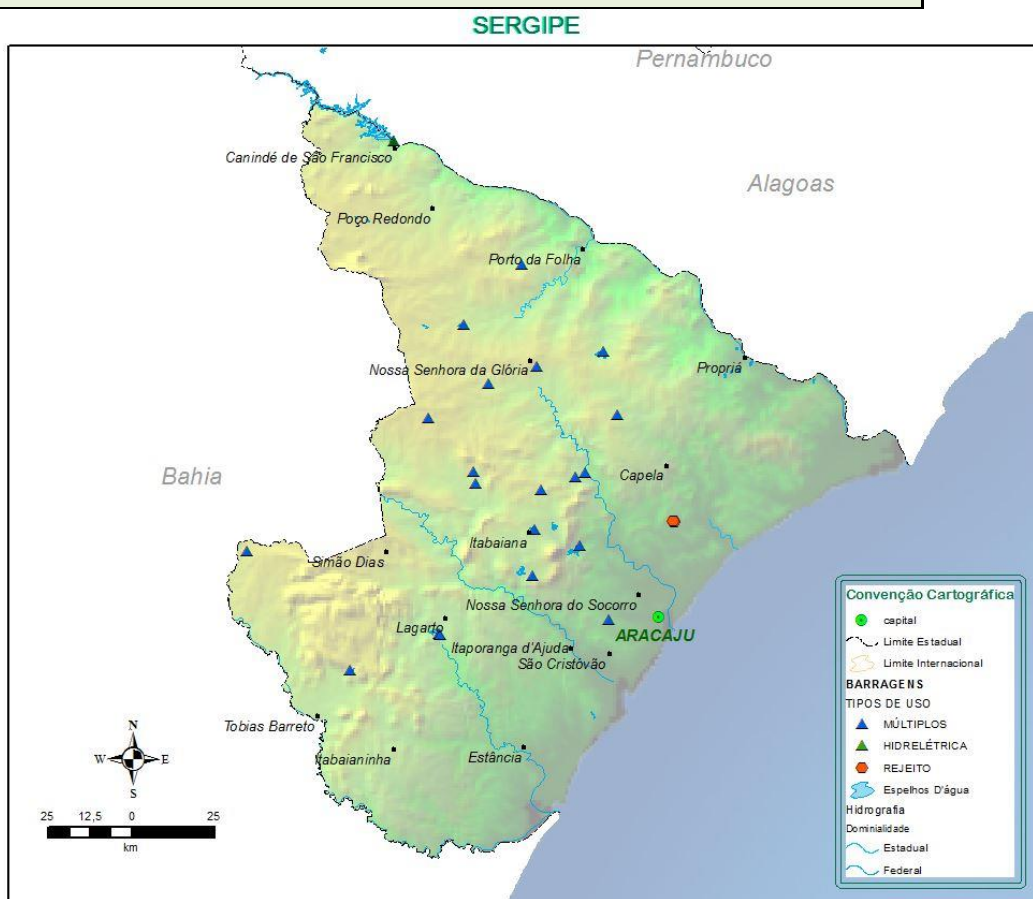 SERGIPE
Pernambuco
Canindé de São Francisco
Alagoas
Poço Redondo
Porto da Folha
Nossa Senhora da Glória
Propriá
Bahia
Capela
Itabaiana
Simão Dias
Nossa Senhora do Socorro
Lagarto
ARACAJU
Itaporanga d'Ajuda
São Cristóvão
Tobias Barreto
Itabaianinha
Estância
N
W
E
S
25 12,5 0 25
km
Convenção Cartográfica
capital
Limite Estadual
Limite Internacional
BARRAGENS
TIPOS DE USO
MÚLTIPLOS
HIDRELÉTRICA
REJEITO
Espelhos D'água
Hidrografia
Dominialidade
Estadual
Federal